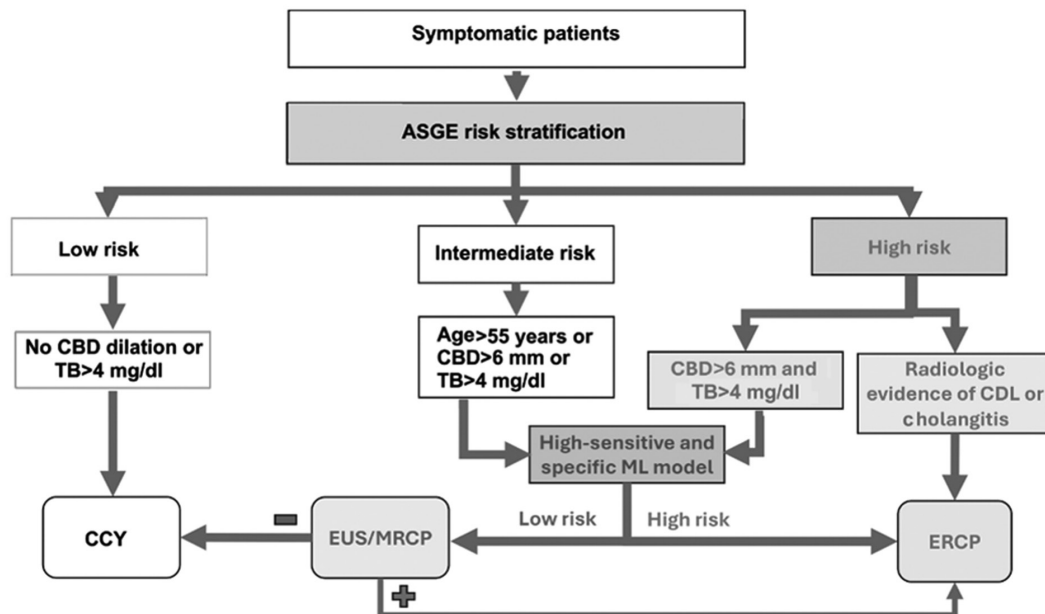 Symptomatic patients
ASGE risk stratification
Low risk
Intermediate risk
High risk
No CBD dilation or
TB>4 mg/dl
Age>55 years or
CBD>6 mm or
TB>4 mg/dl
CBD>6 mm and
TB>4 mg/dl
Radiologic
evidence of CDL or
cholangitis
High-sensitive and
specific ML model
Low risk
High risk
CCY
EUS/MRCP
ERCP